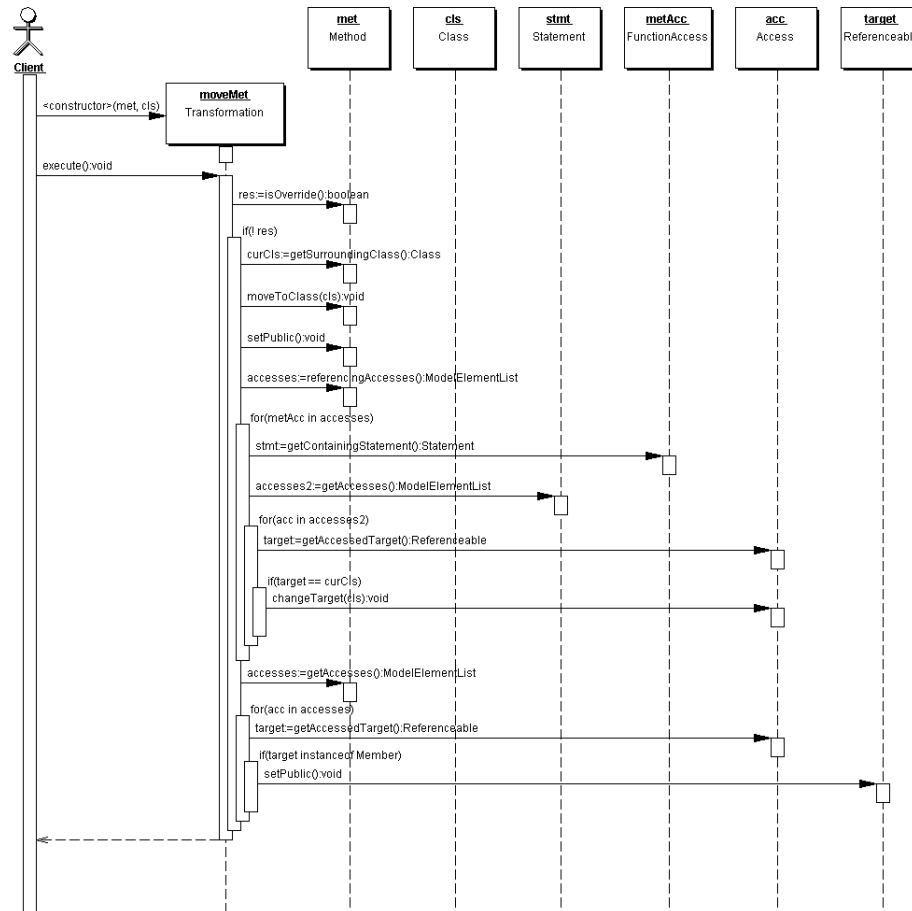 met
Method
cls
Class
stmt
Statement
metAcc
FunctionAccess
acc
Access
target
Referenceable
Client
moveMet
Transformation
<constructor>(met, cls)
execute():void
res:=isOverride():boolean
if(! res)
curCls:=getSurroundingClass():Class
moveToClass(cls):void
setPublic():void
accesses:=referencingAccesses():ModelElementList
for(metAcc in accesses)
stmt:=getContainingStatement():Statement
accesses2:=getAccesses():ModelElementList
for(acc in accesses2)
target:=getAccessedTarget():Referenceable
if(target == curCls)
changeTarget(cls):void
accesses:=getAccesses():ModelElementList
for(acc in accesses)
target:=getAccessedTarget():Referenceable
if(target instanceof Member)
setPublic():void